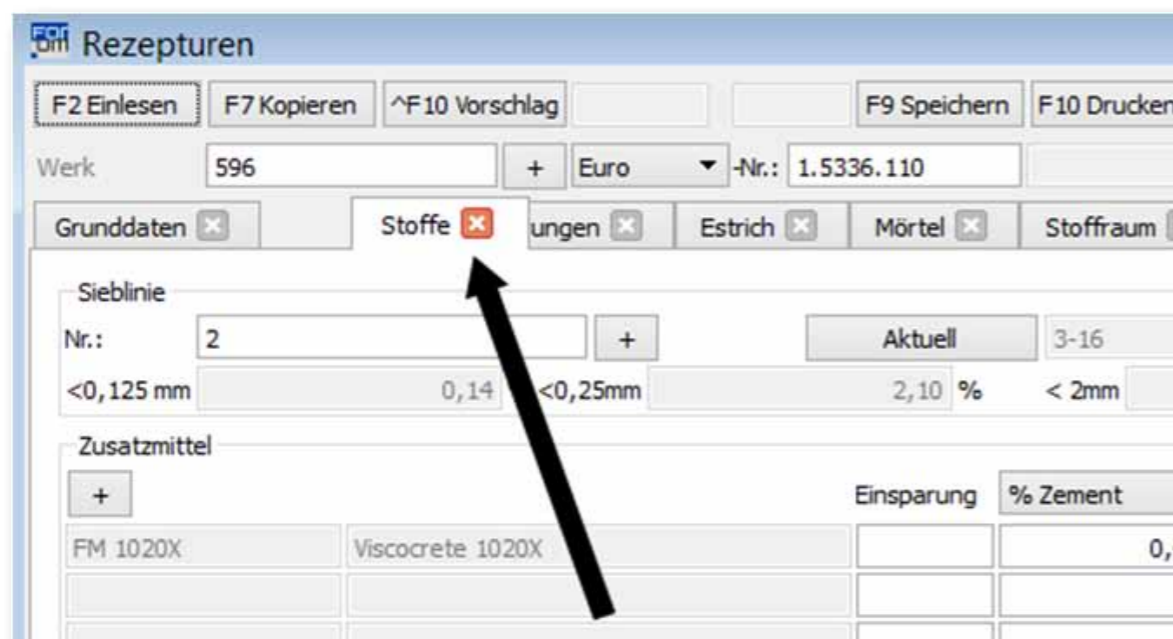 Rezepturen
F2 Einlesen F7 Kopieren ^F10 Vorschlag F9 Speichern F10 Drucken
Werk 596 + Euro -Nr.: 1.5336.110
Grunddaten Stoffe ungen Estrich Mörtel Stoffraum
Sieblinie
Nr.: 2 + Aktuell 3-16
<0,125 mm 0,14 <0,25mm 2,10 % < 2mm
Zusatzmittel
+ Einsparung % Zement
FM 1020X Viscocrete 1020X 0,